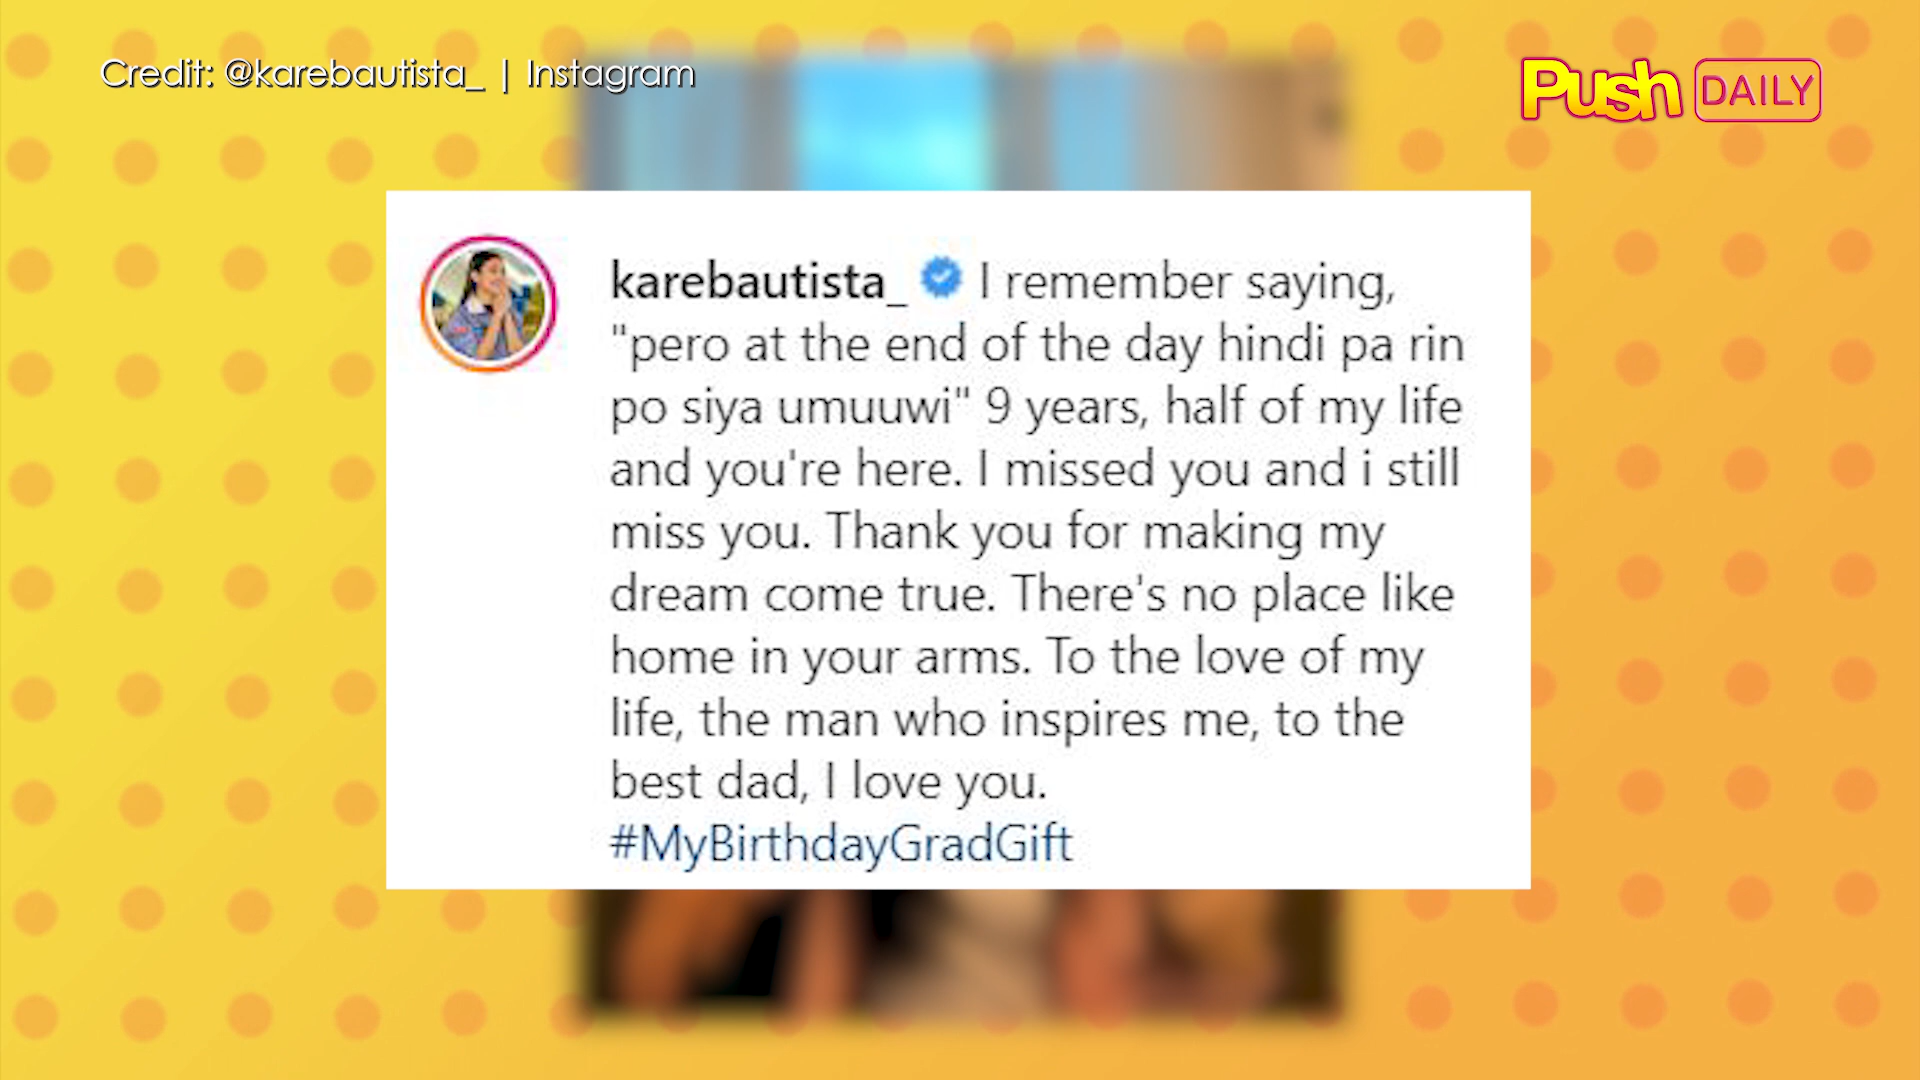 Credit: @karebautista_ | Instagram
Push DAILY
karebautista_ I remember saying,
"pero at the end of the day hindi pa rin
po siya umuuwi" 9 years, half of my life
and you're here. I missed you and i still
miss you. Thank you for making my
dream come true. There's no place like
home in your arms. To the love of my
life, the man who inspires me, to the
best dad, I love you.
#MyBirthdayGradGift